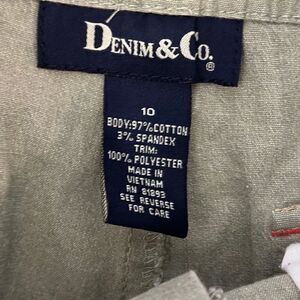 DENIM & CO.®
10
BODY:97%COTTON
3% SPANDEX
TRIM:
100% POLYESTER
MADE IN
VIETNAM
RN 81893
SEE REVERSE
FOR CARE